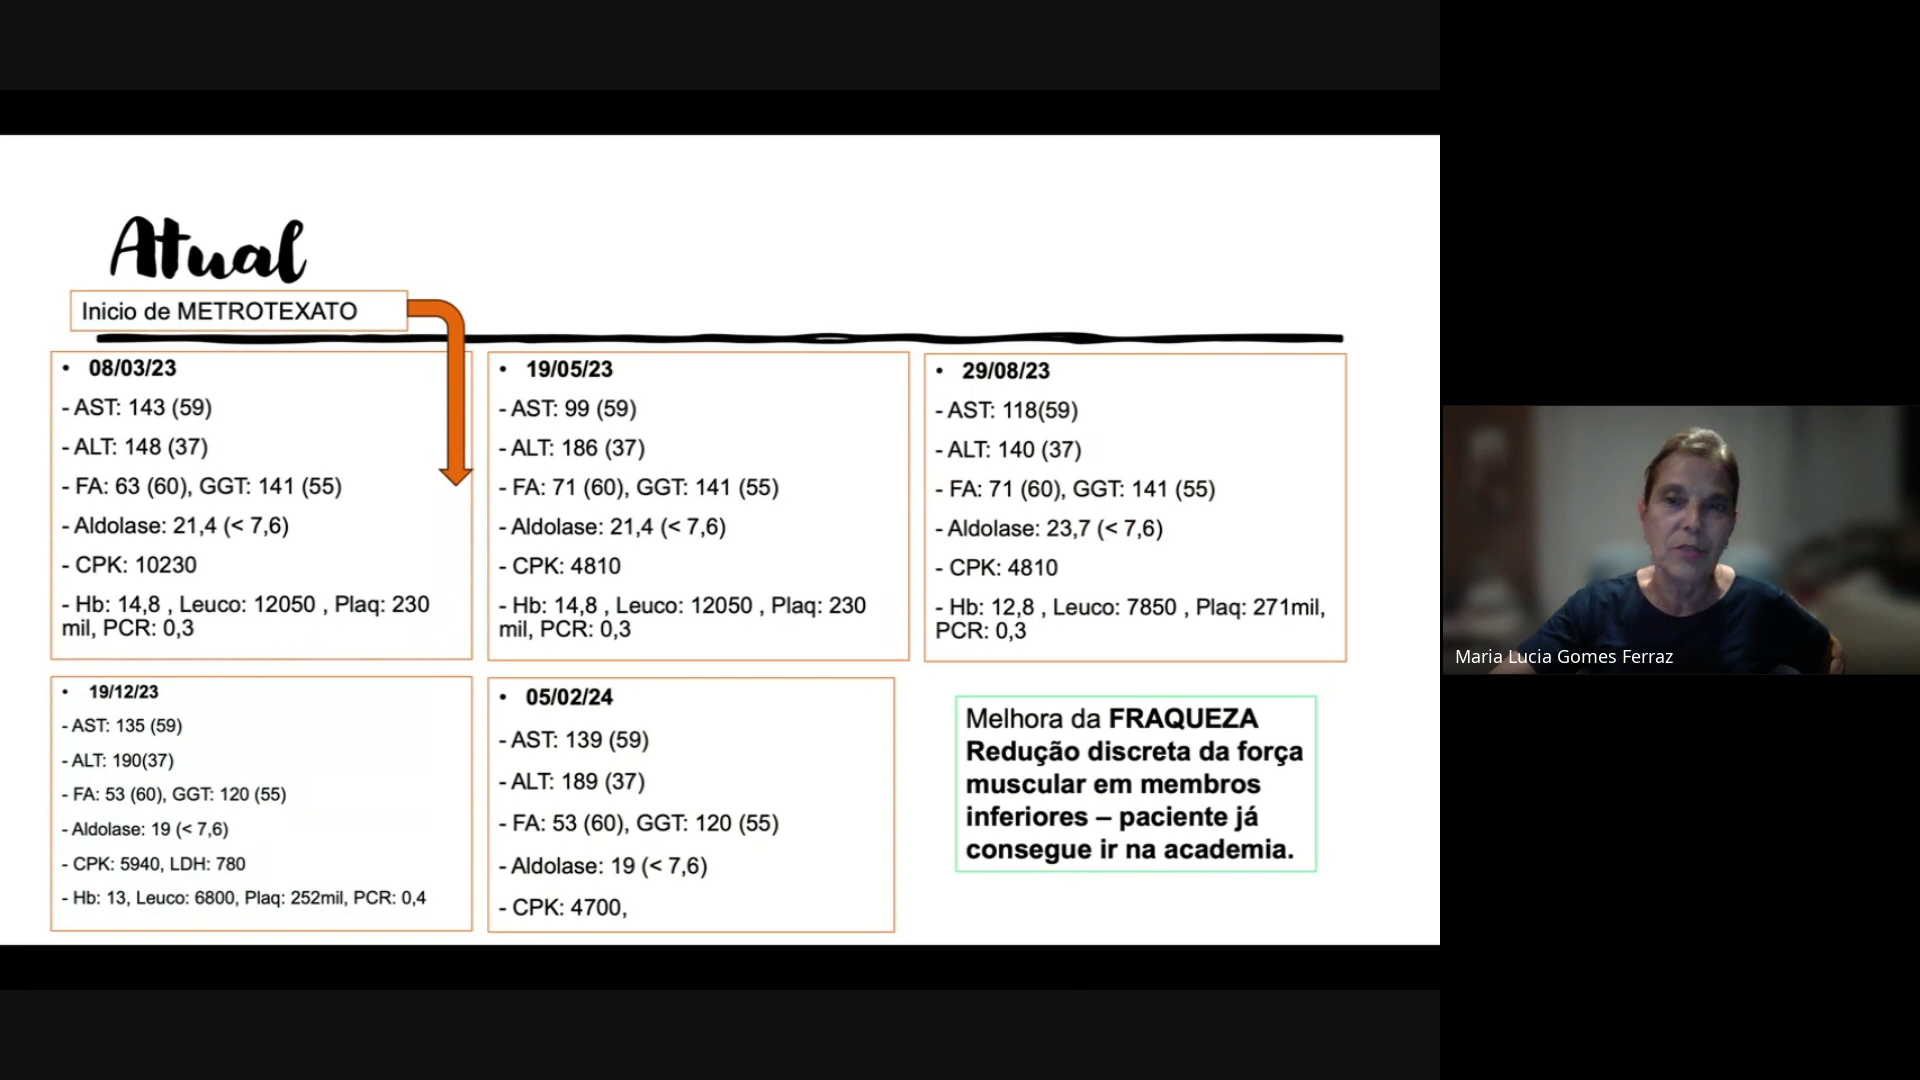 Atual
Inicio de METROTEXATO
• 08/03/23
- AST: 143 (59)
- ALT: 148 (37)
- FA: 63 (60), GGT: 141 (55)
- Aldolase: 21,4 (< 7,6)
- CPK: 10230
- Hb: 14,8 , Leuco: 12050 , Plaq: 230
mil, PCR: 0,3
• 19/05/23
- AST: 99 (59)
- ALT: 186 (37)
- FA: 71 (60), GGT: 141 (55)
- Aldolase: 21,4 (< 7,6)
- CPK: 4810
- Hb: 14,8 , Leuco: 12050 , Plaq: 230
mil, PCR: 0,3
• 29/08/23
- AST: 118(59)
- ALT: 140 (37)
- FA: 71 (60), GGT: 141 (55)
- Aldolase: 23,7 (< 7,6)
- CPK: 4810
- Hb: 12,8 , Leuco: 7850 , Plaq: 271mil,
PCR: 0,3
• 19/12/23
- AST: 135 (59)
- ALT: 190(37)
- FA: 53 (60), GGT: 120 (55)
- Aldolase: 19 (< 7,6)
- CPK: 5940, LDH: 780
- Hb: 13, Leuco: 6800, Plaq: 252mil, PCR: 0,4
• 05/02/24
- AST: 139 (59)
- ALT: 189 (37)
- FA: 53 (60), GGT: 120 (55)
- Aldolase: 19 (< 7,6)
- CPK: 4700,
Melhora da FRAQUEZA
Redução discreta da força
muscular em membros
inferiores – paciente já
consegue ir na academia.
Maria Lucia Gomes Ferraz